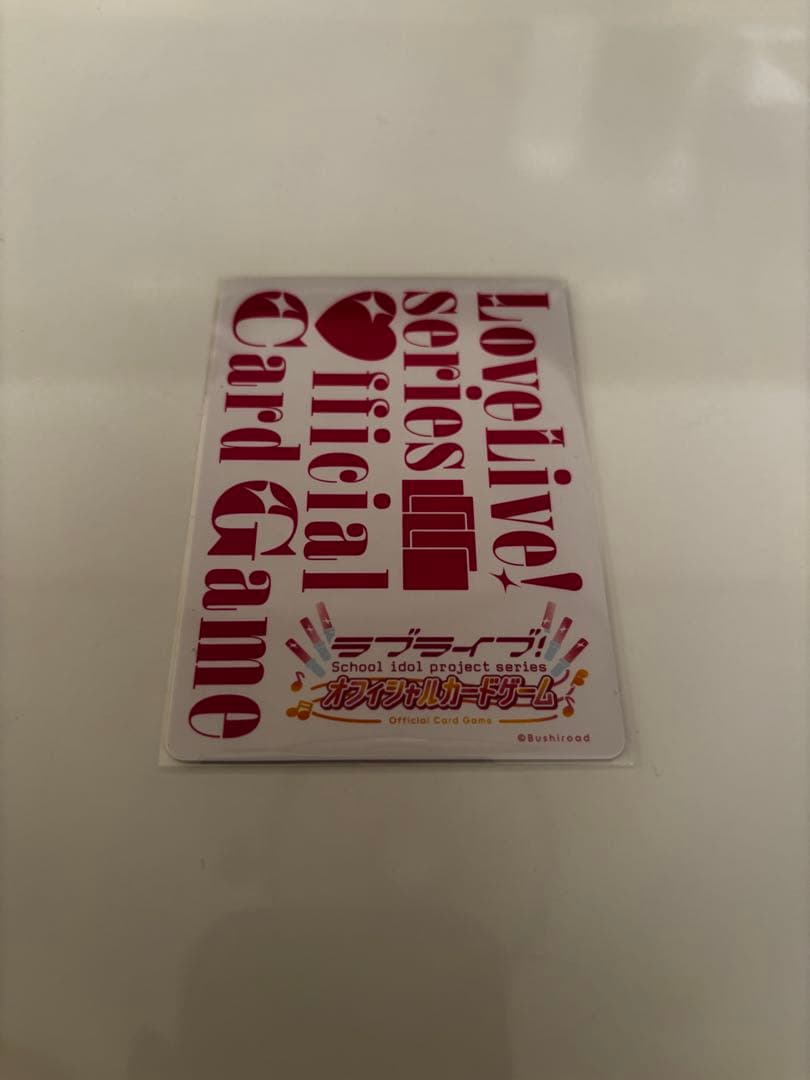 LoveLive!
series
♥fficial
Card Game
ラブライブ!
School idol project series
オフィシャルカードゲーム
Official Card Game
©Bushiroad